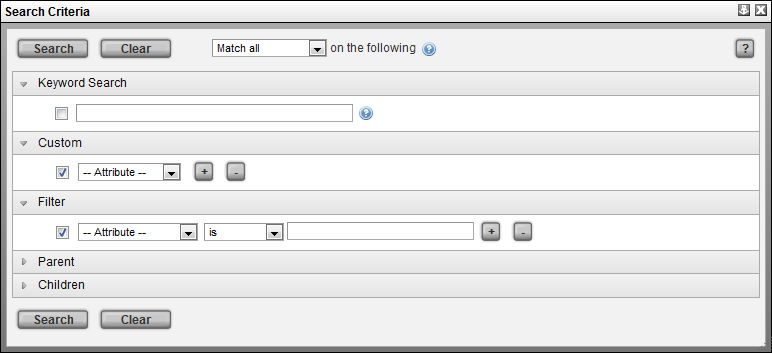 Search Criteria
Search Clear Match all on the following ? ?
Keyword Search
?
Custom
-- Attribute -- + -
Filter
-- Attribute -- is + -
Parent
Children
Search Clear